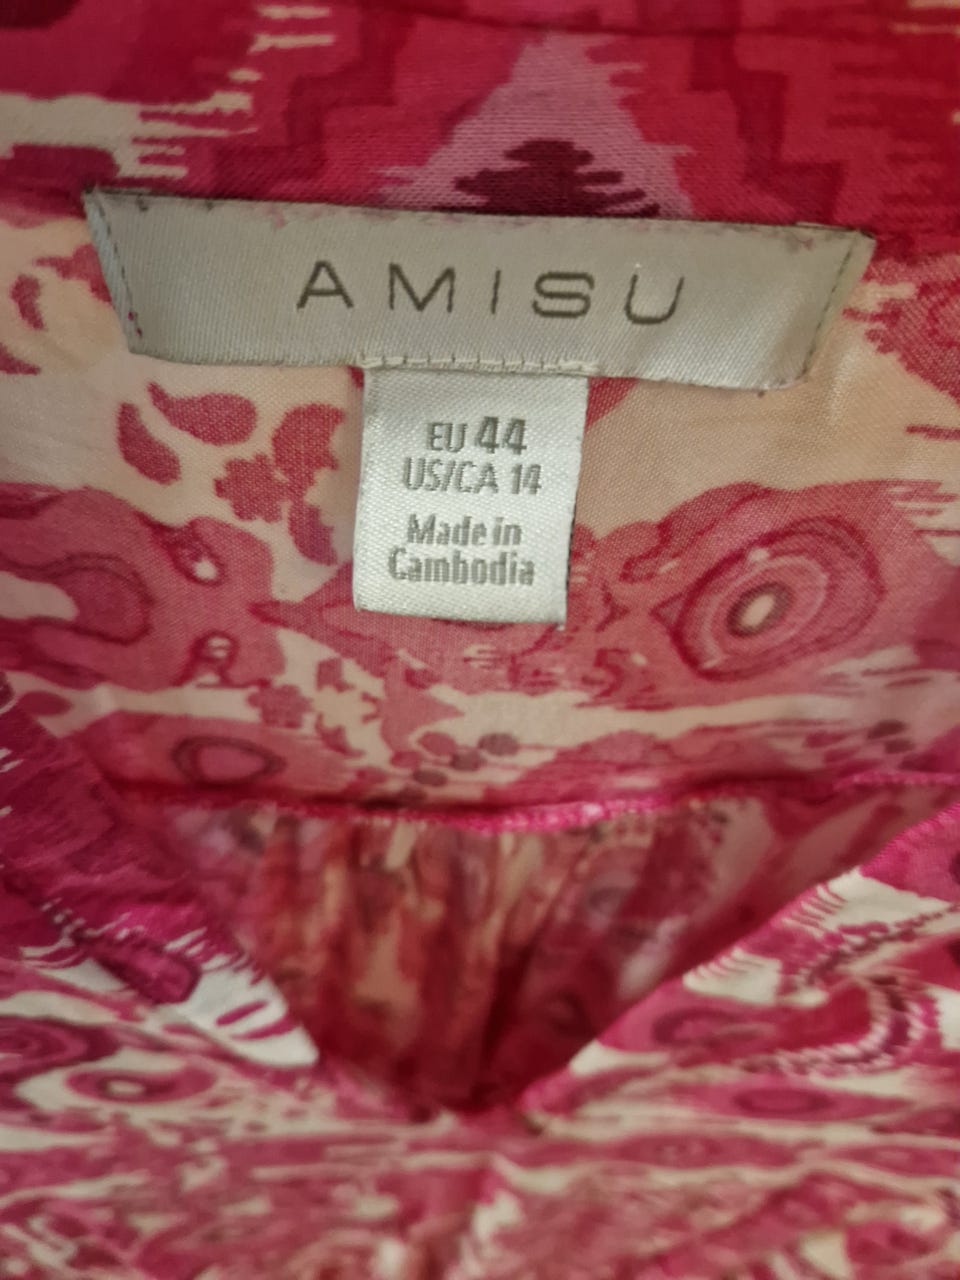 AMISU
EU 44
US/CA 14
Made in
Cambodia